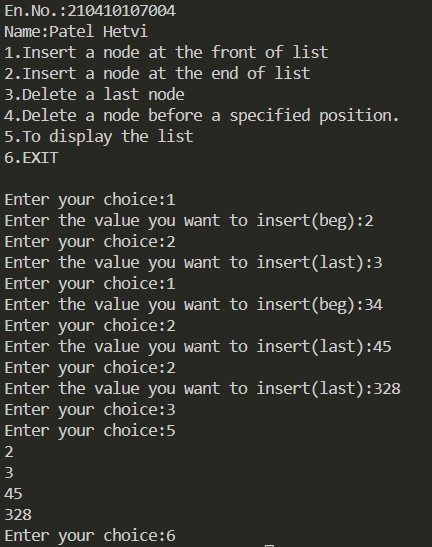 En.No.:210410107004
Name:Patel Hetvi
1.Insert a node at the front of list
2.Insert a node at the end of list
3.Delete a last node
4.Delete a node before a specified position.
5.To display the list
6.EXIT
Enter your choice:1
Enter the value you want to insert(beg):2
Enter your choice:2
Enter the value you want to insert(last):3
Enter your choice:1
Enter the value you want to insert(beg):34
Enter your choice:2
Enter the value you want to insert(last):45
Enter your choice:2
Enter the value you want to insert(last):328
Enter your choice:3
Enter your choice:5
2
3
45
328
Enter your choice:6